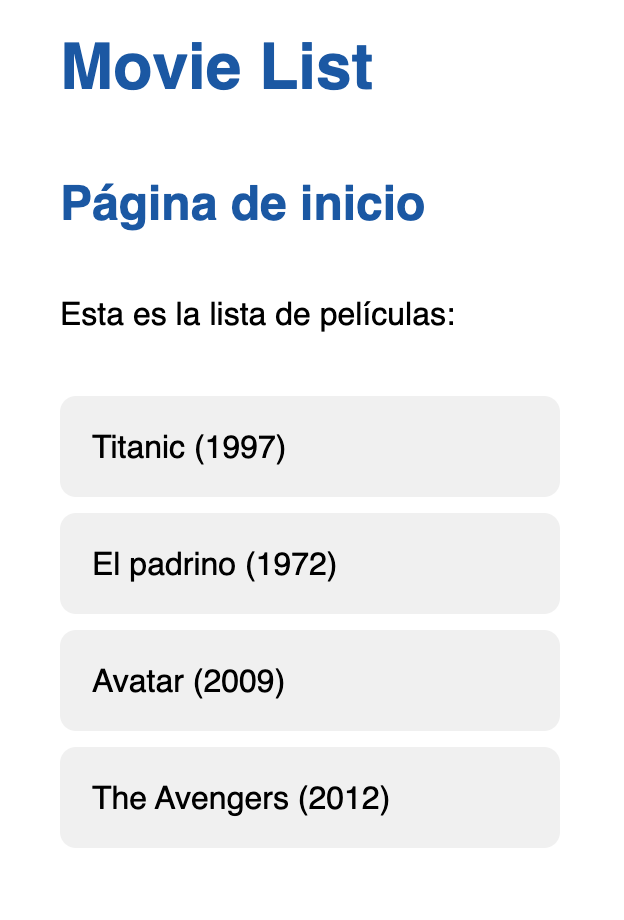 Movie List
Página de inicio
Esta es la lista de películas:
Titanic (1997)
El padrino (1972)
Avatar (2009)
The Avengers (2012)